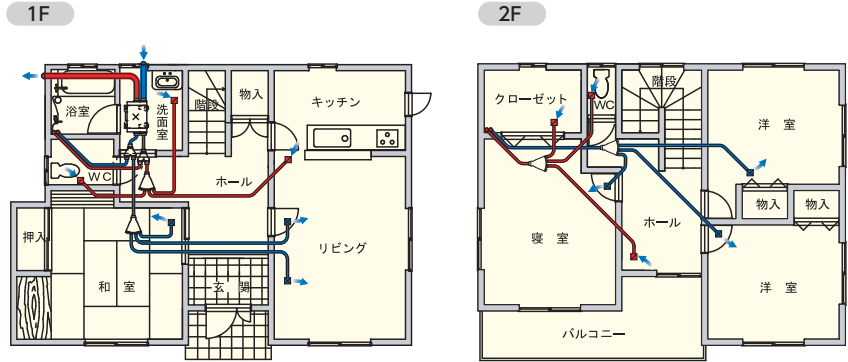 1F
2F
浴室
洗面室
階段
物入
キッチン
WC
ホール
押入
和 室
リビング
玄 関
クローゼット
WC
階段
洋 室
物入
物入
寝 室
ホール
洋 室
バルコニー